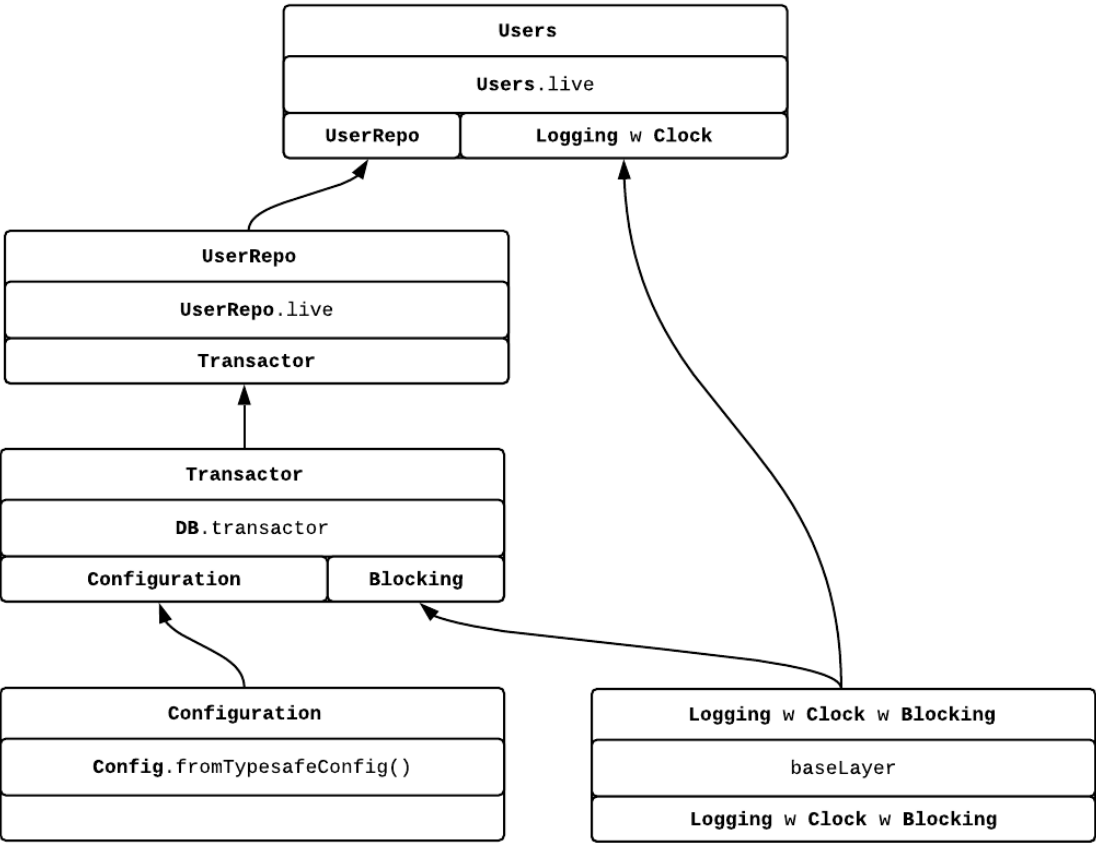 Users
Users.live
UserRepo
Logging w Clock
UserRepo
UserRepo.live
Transactor
Transactor
DB.transactor
Configuration
Blocking
Configuration
Config.fromTypesafeConfig()
Logging w Clock w Blocking
baseLayer
Logging w Clock w Blocking